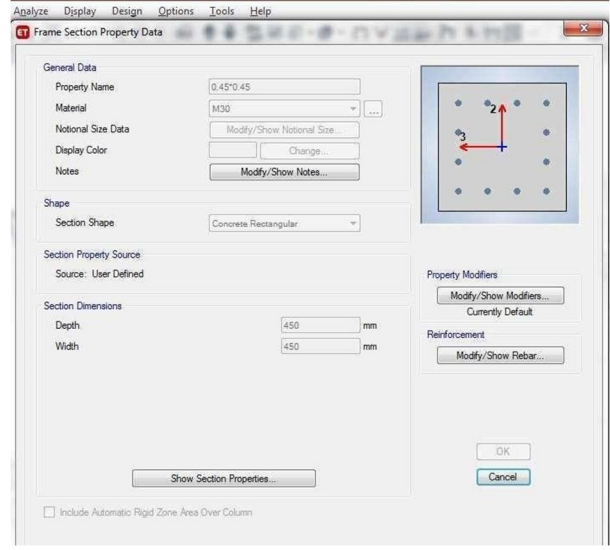 Analyze Display Design Options Tools Help
ET Frame Section Property Data
General Data
Property Name 0.45*0.45
Material M30 ...
Notional Size Data Modify/Show Notional Size...
Display Color Change...
Notes Modify/Show Notes...
Shape
Section Shape Concrete Rectangular
Section Property Source
Source: User Defined
Section Dimensions
Depth 450 mm
Width 450 mm
Show Section Properties...
Include Automatic Rigid Zone Area Over Column
2
3
Property Modifiers
Modify/Show Modifiers...
Currently Default
Reinforcement
Modify/Show Rebar...
OK
Cancel